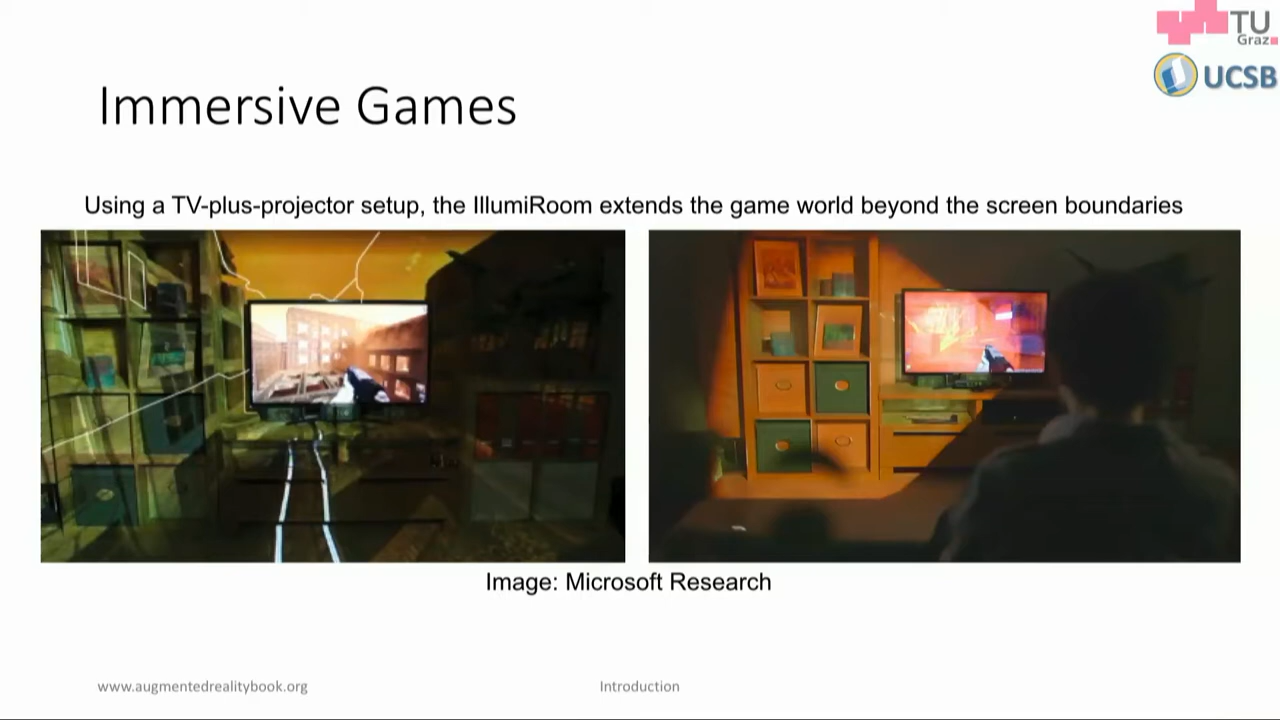 TU
Graz
UCSB
Immersive Games
Using a TV-plus-projector setup, the IllumiRoom extends the game world beyond the screen boundaries
Image: Microsoft Research
www.augmentedrealitybook.org
Introduction